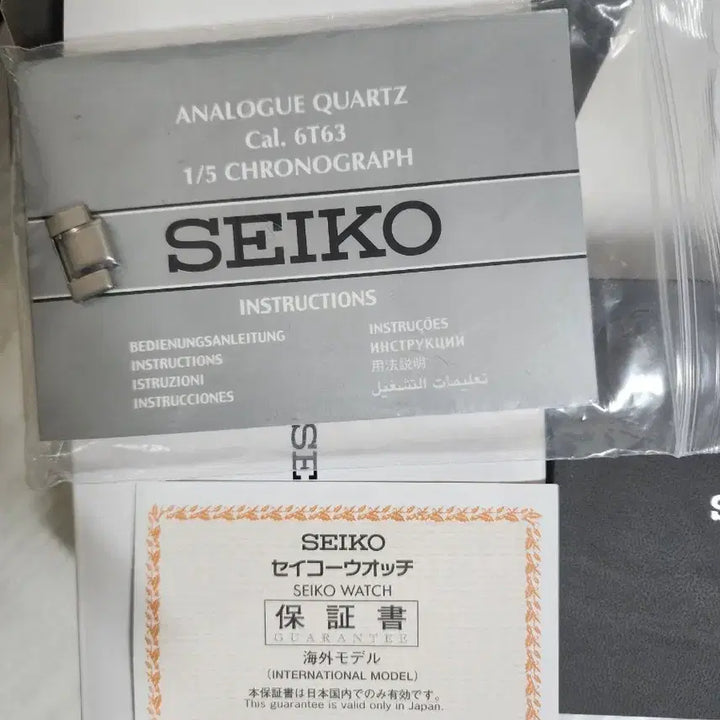 ANALOGUE QUARTZ
Cal. 6T63
1/5 CHRONOGRAPH
SEIKO
INSTRUCTIONS
BEDIENUNGSANLEITUNG
INSTRUCTIONS
ISTRUZIONI
INSTRUCCIONES
INSTRUÇÕES
ИНСТРУКЦИИ
用法説明
تعليمات التشغيل
SE
SEIKO
セイコーウオッチ
SEIKO WATCH
保証書
GUARANTEE
海外モデル
(INTERNATIONAL MODEL)
本保証書は日本国内でのみ有効です。
This guarantee is valid only in Japan.
S